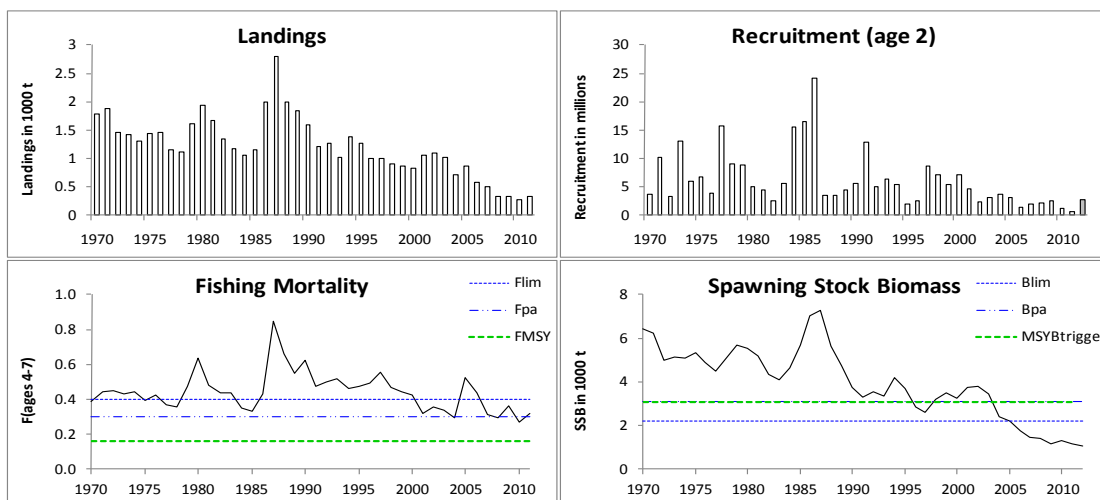 Landings
Landings in 1000 t
3
2.5
2
1.5
1
0.5
0
1970 1975 1980 1985 1990 1995 2000 2005 2010
Recruitment (age 2)
Recruitment in millions
30
25
20
15
10
5
0
1970 1975 1980 1985 1990 1995 2000 2005 2010
Fishing Mortality
F(ages 4-7)
1.0
0.8
0.6
0.4
0.2
0.0
1970 1975 1980 1985 1990 1995 2000 2005 2010
Flim
Fpa
FMSY
Spawning Stock Biomass
SSB in 1000 t
8
6
4
2
0
1970 1975 1980 1985 1990 1995 2000 2005 2010
Blim
Bpa
MSYBtrigge